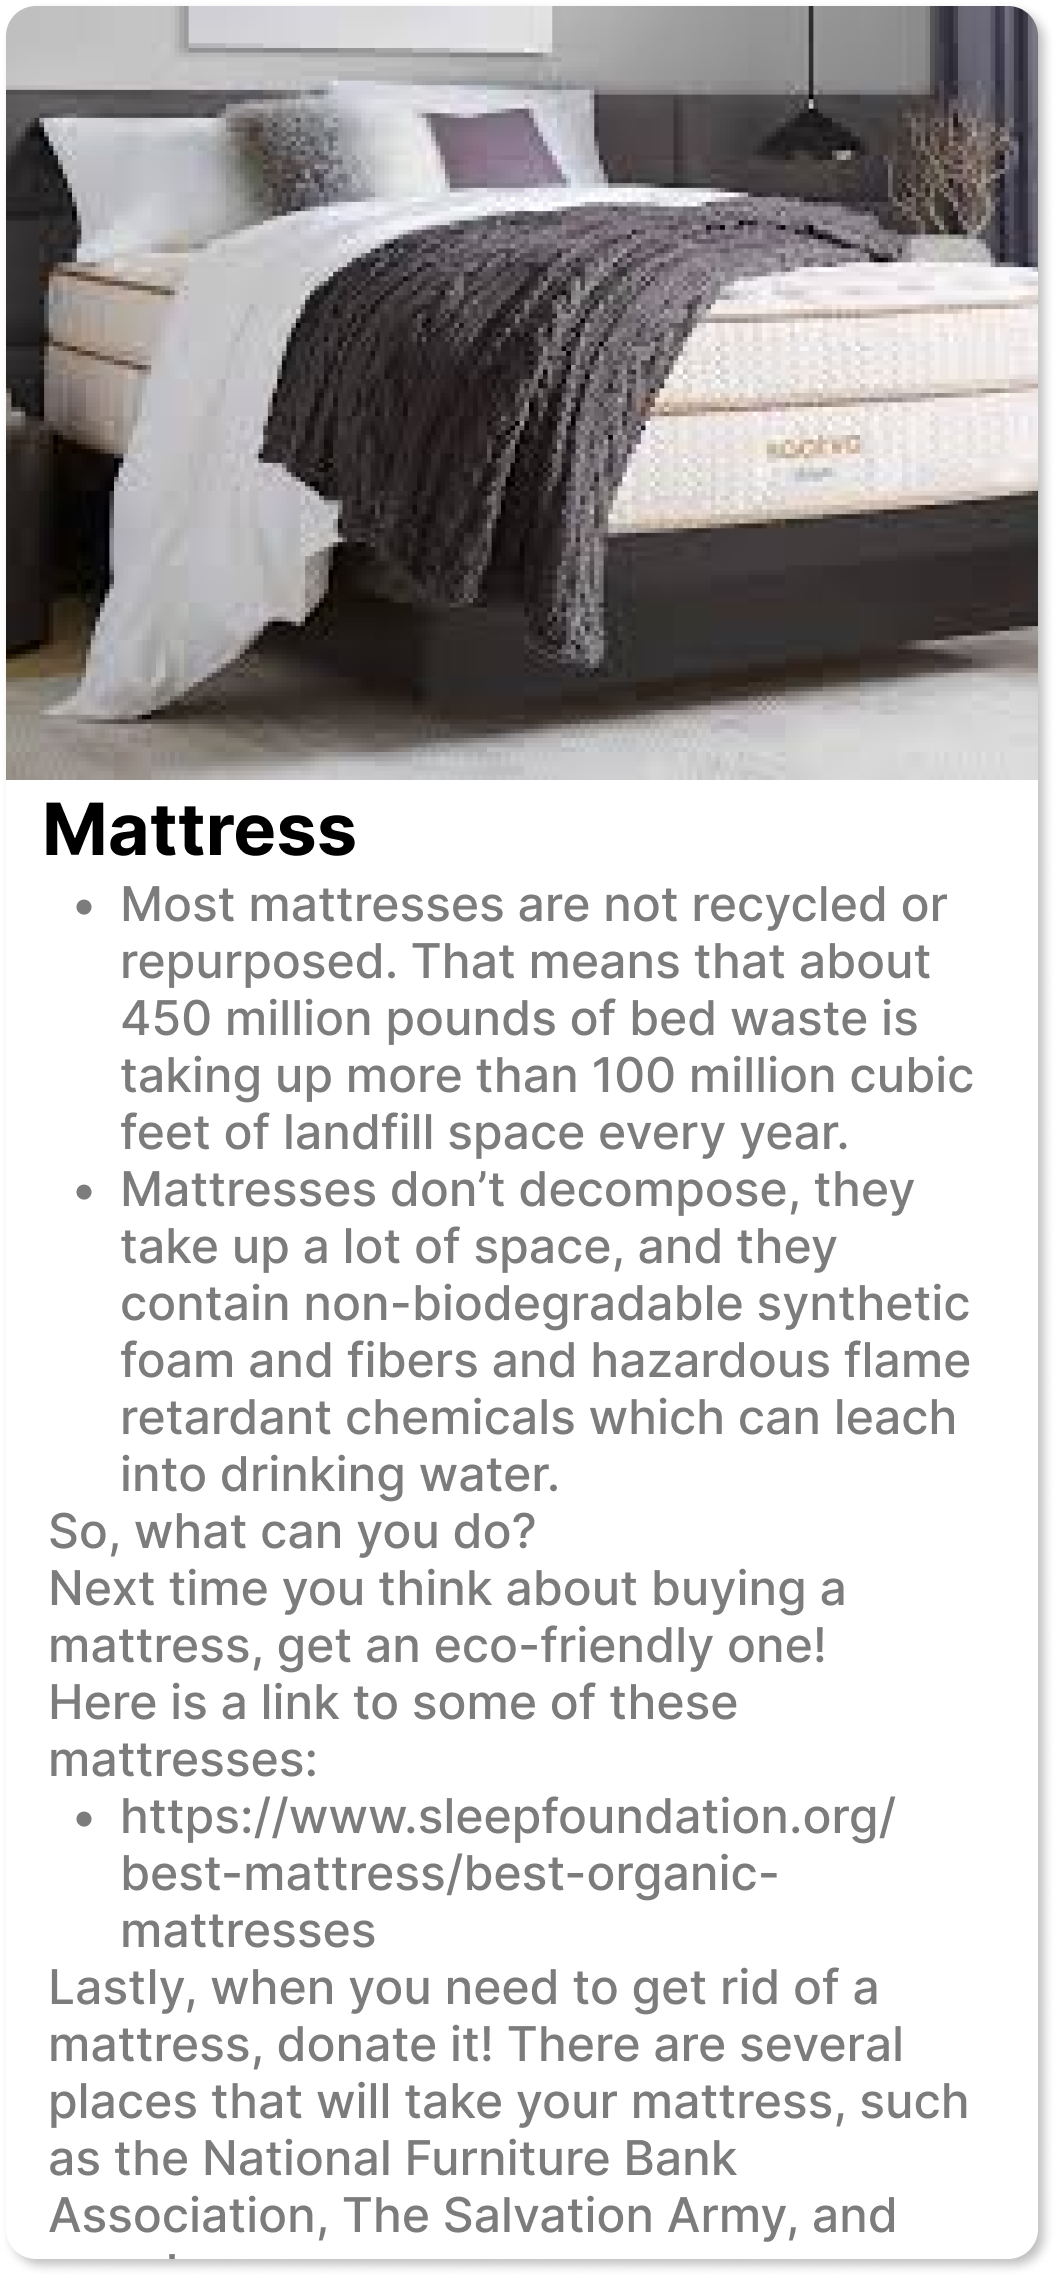 Mattress
• Most mattresses are not recycled or
repurposed. That means that about
450 million pounds of bed waste is
taking up more than 100 million cubic
feet of landfill space every year.
• Mattresses don’t decompose, they
take up a lot of space, and they
contain non-biodegradable synthetic
foam and fibers and hazardous flame
retardant chemicals which can leach
into drinking water.
So, what can you do?
Next time you think about buying a
mattress, get an eco-friendly one!
Here is a link to some of these
mattresses:
• https://www.sleepfoundation.org/
best-mattress/best-organic-
mattresses
Lastly, when you need to get rid of a
mattress, donate it! There are several
places that will take your mattress, such
as the National Furniture Bank
Association, The Salvation Army, and